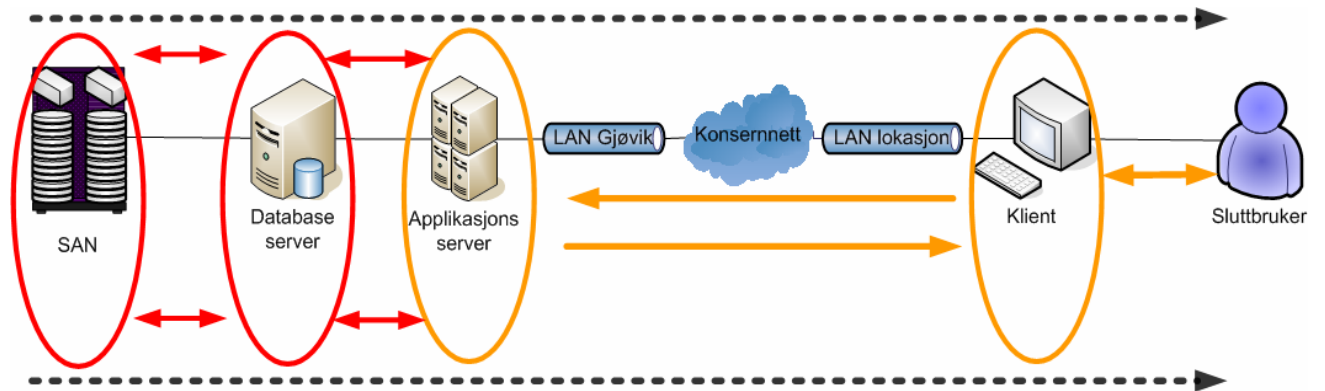 SAN
Database
server
Applikasjons
server
LAN Gjøvik
Konsernnett
LAN lokasjon
Klient
Sluttbruker